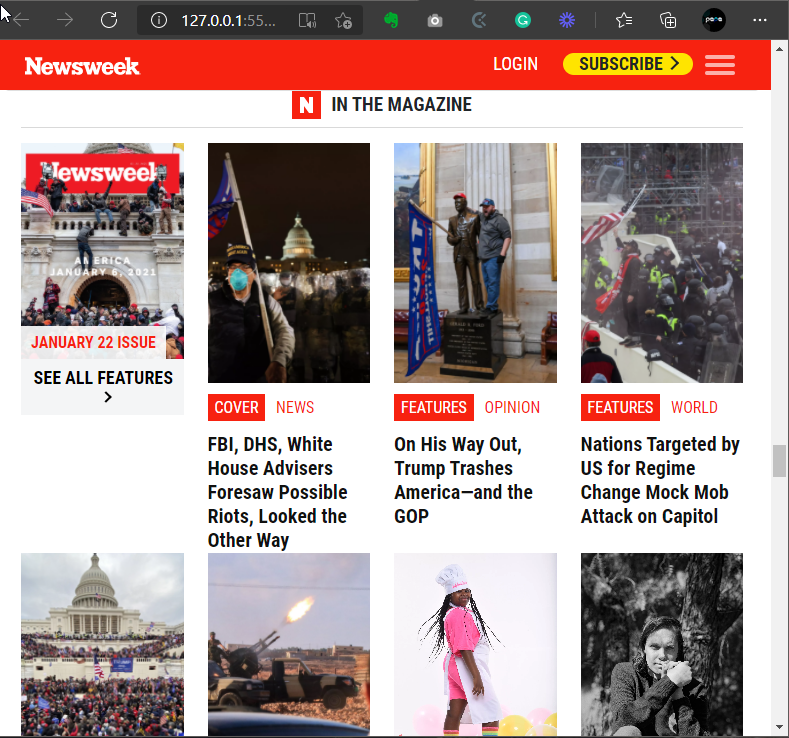 127.0.0.1:55...
Newsweek
LOGIN
SUBSCRIBE
N IN THE MAGAZINE
Newsweek
AMERICA
JANUARY 6, 2021
JANUARY 22 ISSUE
SEE ALL FEATURES
TRUMP
COVER NEWS
FBI, DHS, White
House Advisers
Foresaw Possible
Riots, Looked the
Other Way
GERALD R. FORD
FEATURES OPINION
On His Way Out,
Trump Trashes
America—and the
GOP
FEATURES WORLD
Nations Targeted by
US for Regime
Change Mock Mob
Attack on Capitol